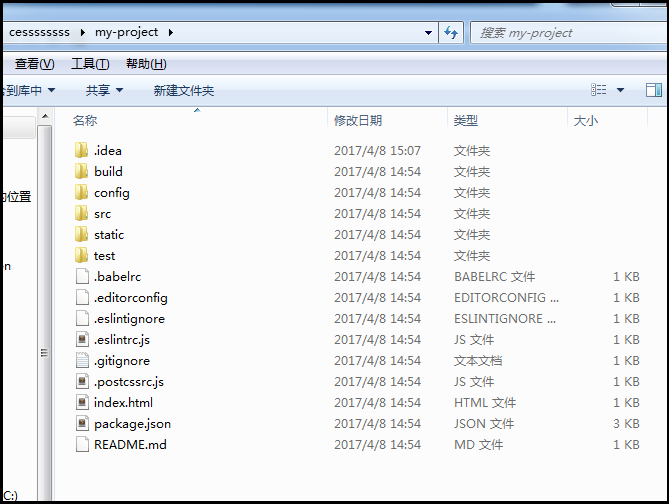 cesssssssss ▸ my-project ▸ 搜索 my-project
查看(V) 工具(T) 帮助(H)
含到库中 共享 新建文件夹
名称 修改日期 类型 大小
.idea 2017/4/8 15:07 文件夹
build 2017/4/8 14:54 文件夹
config 2017/4/8 14:54 文件夹
的位置
src 2017/4/8 14:54 文件夹
static 2017/4/8 14:54 文件夹
test 2017/4/8 14:54 文件夹
en
.babelrc 2017/4/8 14:54 BABELRC 文件 1 KB
.editorconfig 2017/4/8 14:54 EDITORCONFIG ... 1 KB
.eslintignore 2017/4/8 14:54 ESLINTIGNORE ... 1 KB
.eslintrc.js 2017/4/8 14:54 JS 文件 1 KB
.gitignore 2017/4/8 14:54 文本文档 1 KB
.postcssrc.js 2017/4/8 14:54 JS 文件 1 KB
index.html 2017/4/8 14:54 HTML 文件 1 KB
package.json 2017/4/8 14:54 JSON 文件 3 KB
README.md 2017/4/8 14:54 MD 文件 1 KB
C:)